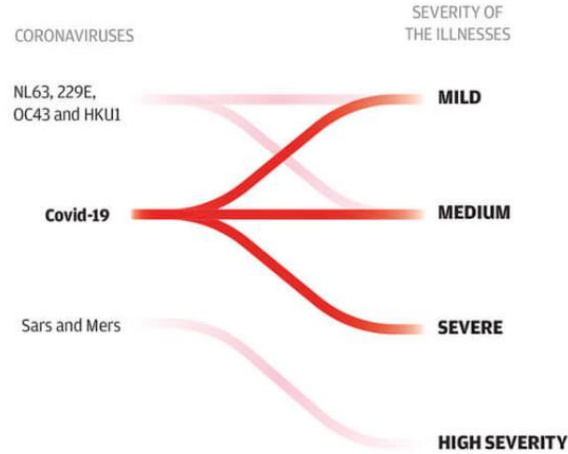 CORONAVIRUSES
SEVERITY OF
THE ILLNESSES
NL63, 229E,
OC43 and HKU1
MILD
Covid-19
MEDIUM
Sars and Mers
SEVERE
HIGH SEVERITY